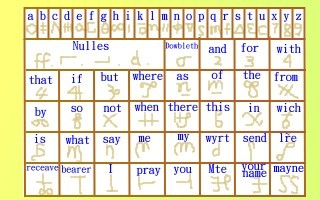 a b c d e f g h i k l m n o p q r s t u x y z
Nulles Dowbleth and for with
that if but where as of the from
by so not when there this in wich
is what say me my wyrt send lr̃e
receave bearer I pray you Mte your name mayne